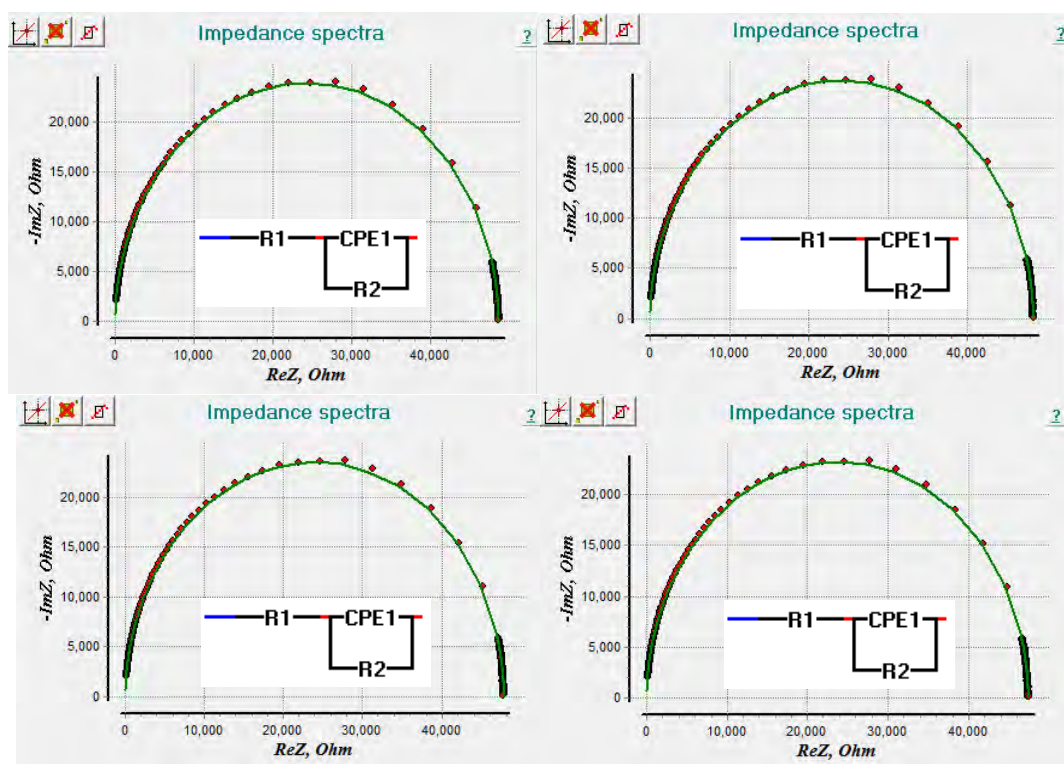 Impedance spectra
?
20,000
15,000
10,000
5,000
0
-ImZ, Ohm
R1
CPE1
R2
0
10,000
20,000
30,000
40,000
ReZ, Ohm
Impedance spectra
?
20,000
15,000
10,000
5,000
0
-ImZ, Ohm
R1
CPE1
R2
0
10,000
20,000
30,000
40,000
ReZ, Ohm
Impedance spectra
?
20,000
15,000
10,000
5,000
0
-ImZ, Ohm
R1
CPE1
R2
0
10,000
20,000
30,000
40,000
ReZ, Ohm
Impedance spectra
?
20,000
15,000
10,000
5,000
0
-ImZ, Ohm
R1
CPE1
R2
0
10,000
20,000
30,000
40,000
ReZ, Ohm